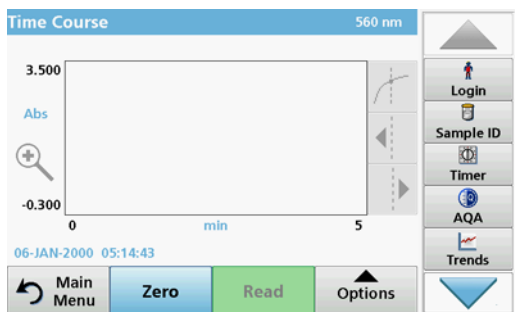 Time Course 560 nm
3.500
Abs
-0.300
0 min 5
06-JAN-2000 05:14:43
Main Menu
Zero
Read
Options
Login
Sample ID
Timer
AQA
Trends